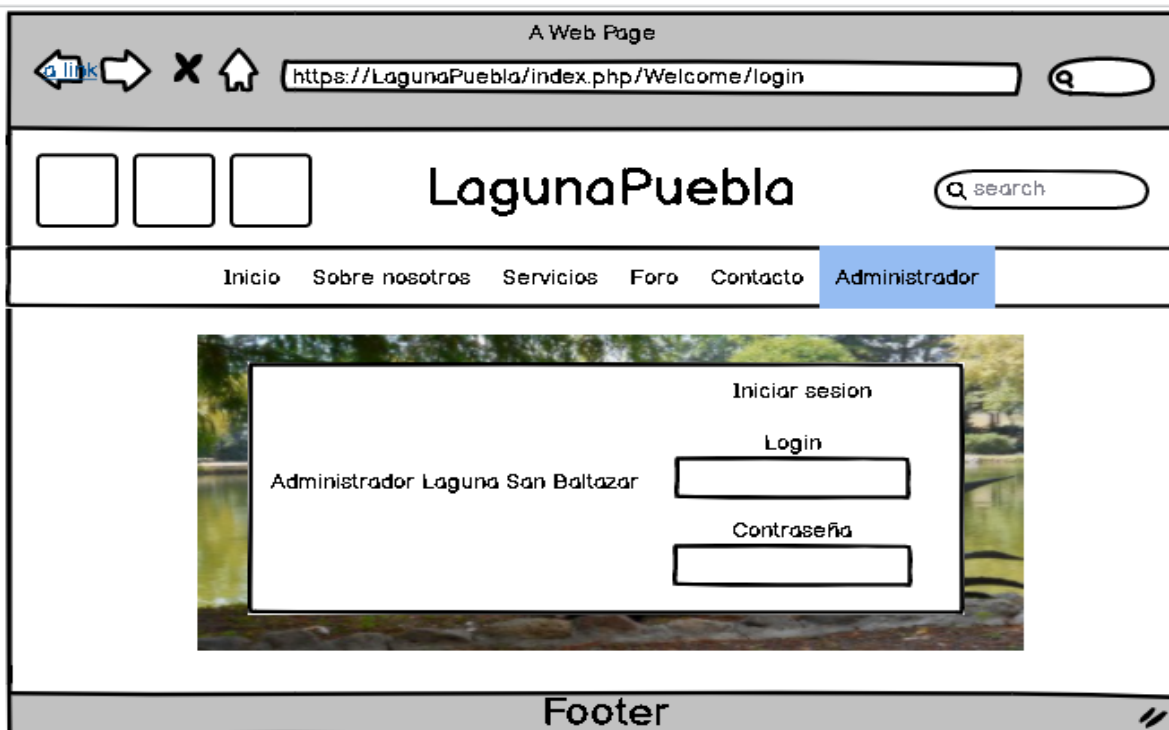 A Web Page
a link
https://LagunaPuebla/index.php/Welcome/login
LagunaPuebla
search
Inicio Sobre nosotros Servicios Foro Contacto Administrador
Iniciar sesion
Login
Administrador Laguna San Baltazar
Contraseña
Footer